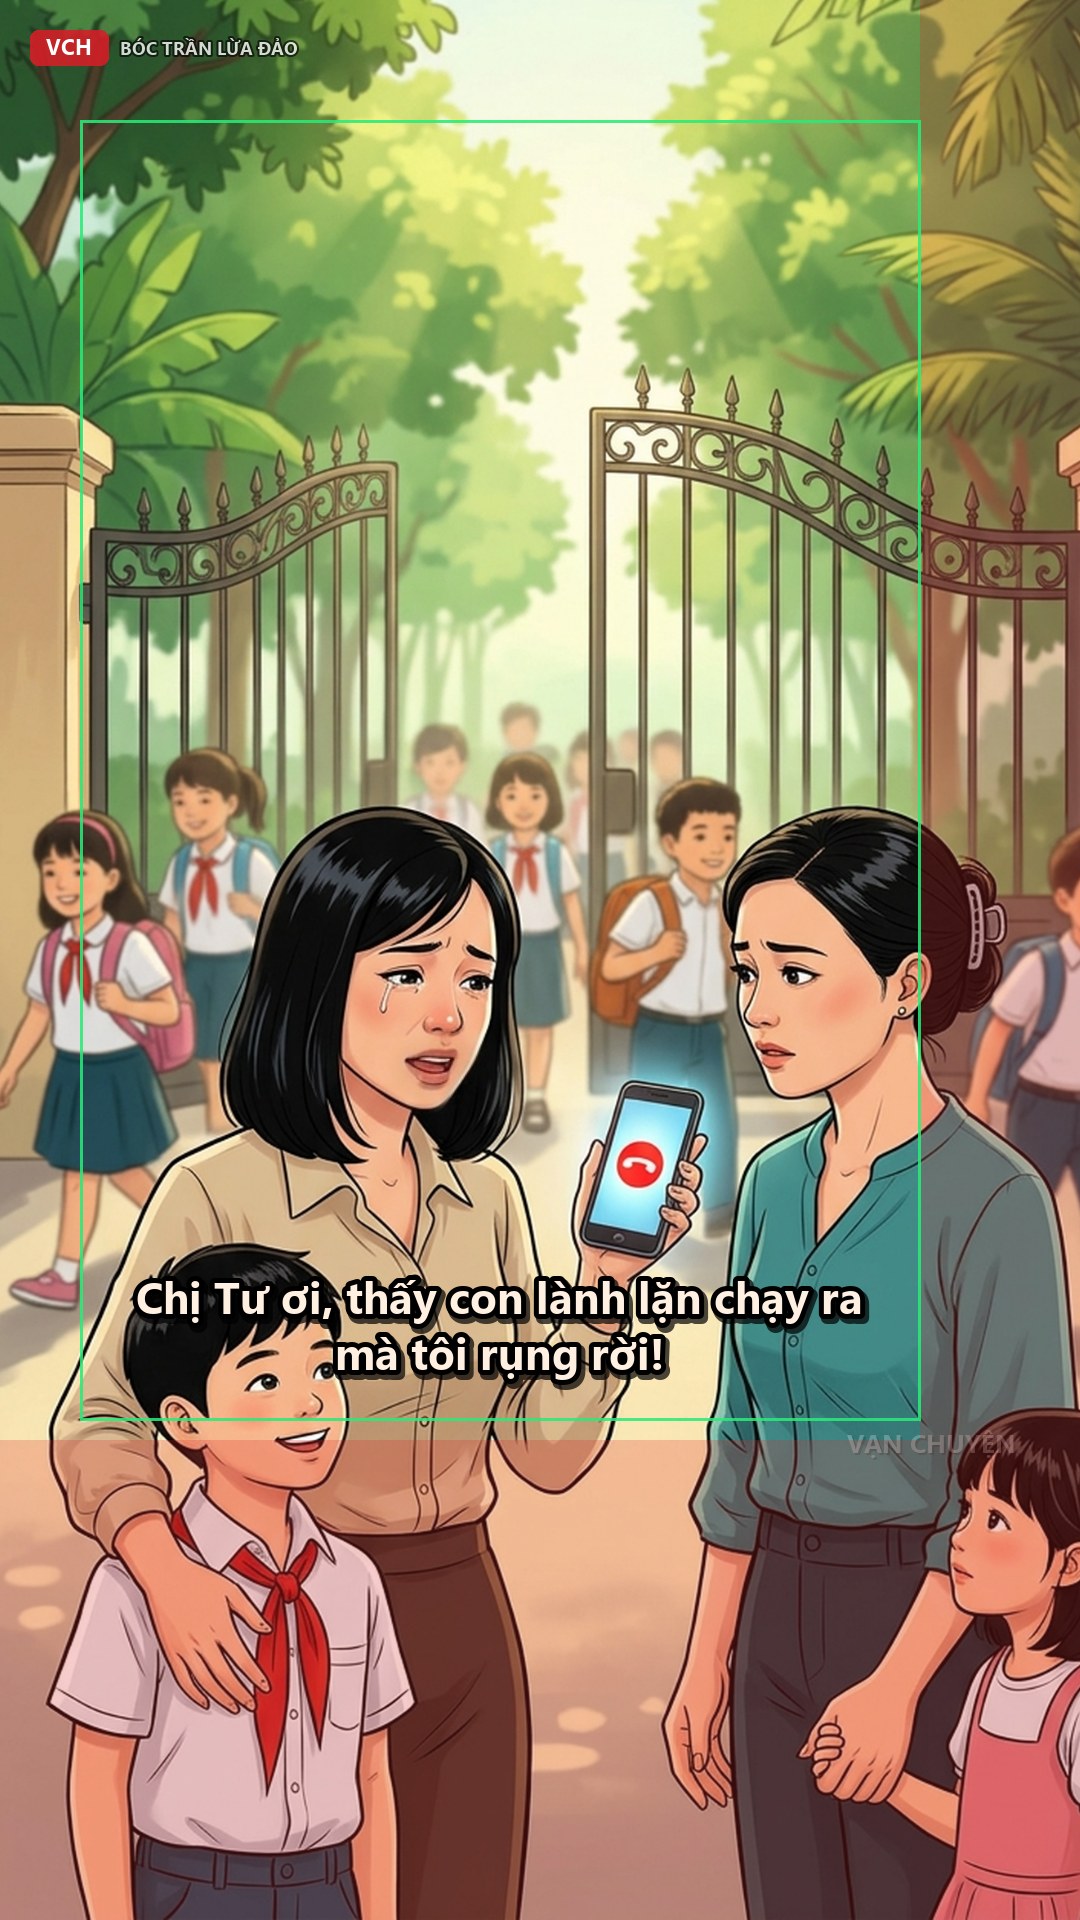 VCH BÓC TRẦN LỪA ĐẢO
Chị Tư ơi, thấy con lành lặn chạy ra
mà tôi rụng rời!
VẠN CHUYỆN